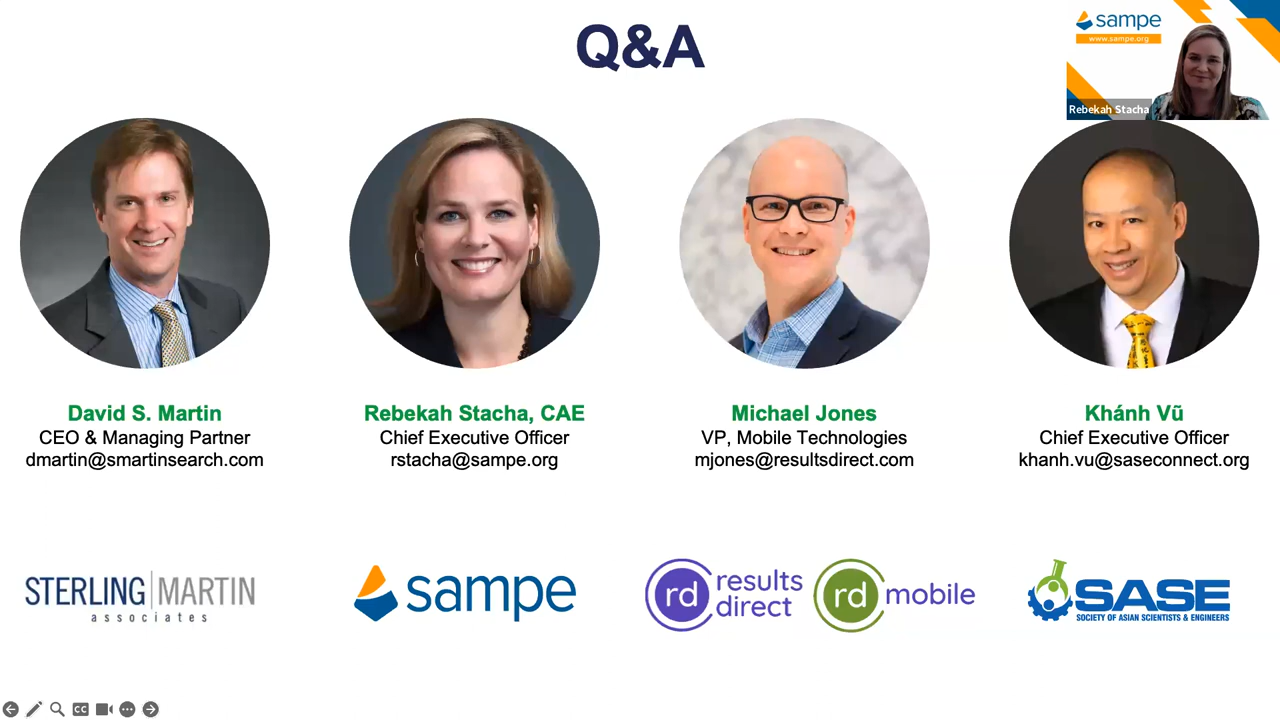 Q&A
sampe
www.sampe.org
Rebekah Stacha
David S. Martin
CEO & Managing Partner
dmartin@smartinsearch.com
Rebekah Stacha, CAE
Chief Executive Officer
rstacha@sampe.org
Michael Jones
VP, Mobile Technologies
mjones@resultsdirect.com
Khánh Vũ
Chief Executive Officer
khanh.vu@saseconnect.org
STERLING|MARTIN
associates
sampe
rd results
direct
rd mobile
SASE
SOCIETY OF ASIAN SCIENTISTS & ENGINEERS
CC